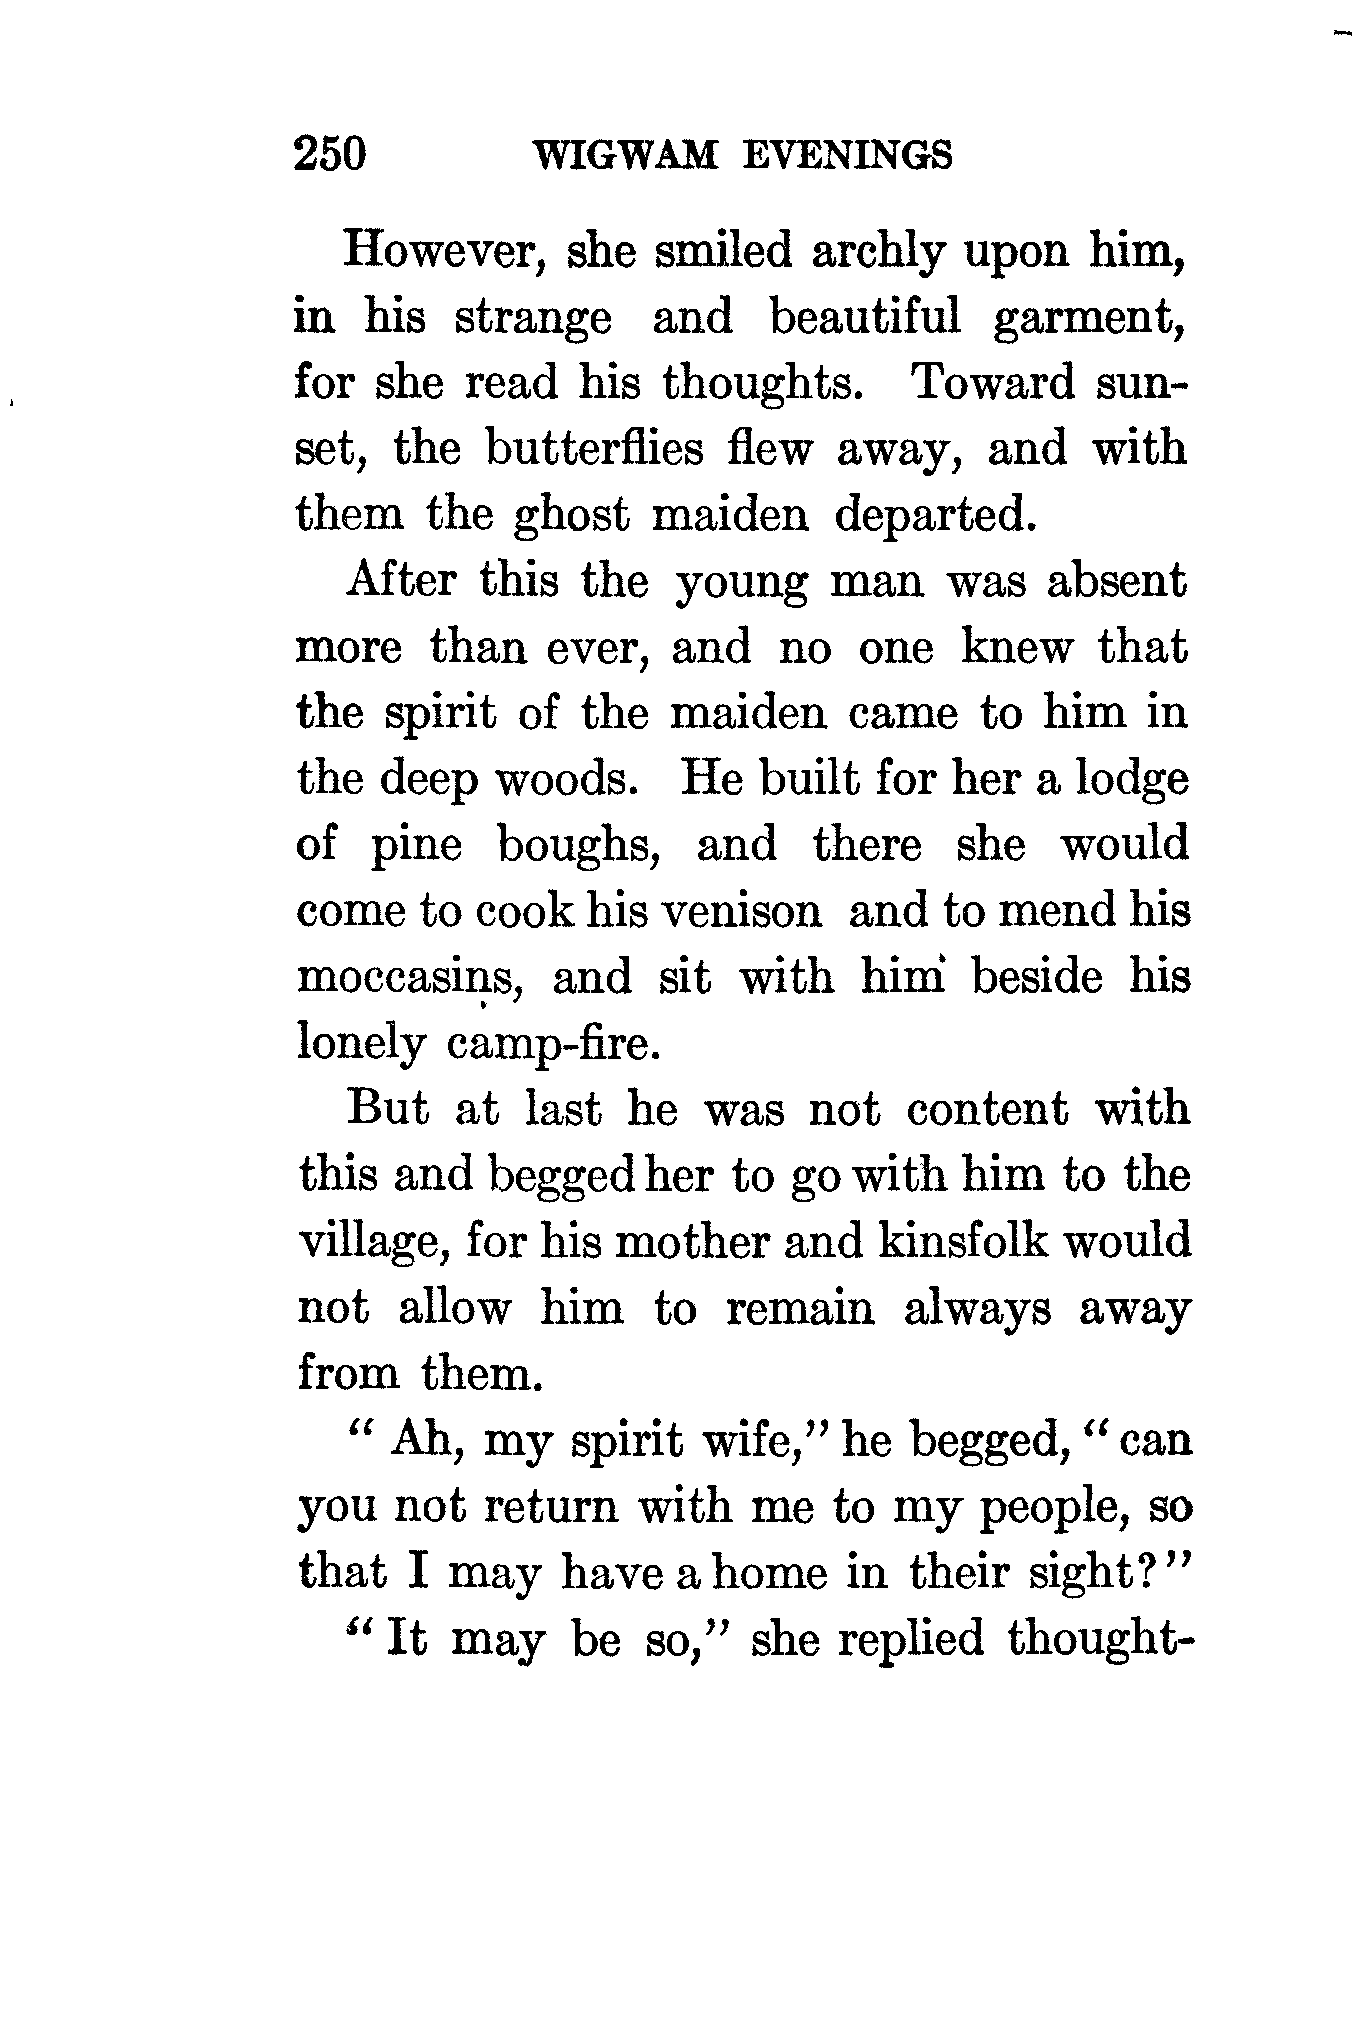 250 WIGWAM EVENINGS
However, she smiled archly upon him,
in his strange and beautiful garment,
for she read his thoughts. Toward sun-
set, the butterflies flew away, and with
them the ghost maiden departed.
After this the young man was absent
more than ever, and no one knew that
the spirit of the maiden came to him in
the deep woods. He built for her a lodge
of pine boughs, and there she would
come to cook his venison and to mend his
moccasins, and sit with him beside his
lonely camp-fire.
But at last he was not content with
this and begged her to go with him to the
village, for his mother and kinsfolk would
not allow him to remain always away
from them.
“ Ah, my spirit wife,” he begged, “ can
you not return with me to my people, so
that I may have a home in their sight?”
“ It may be so,” she replied thought-